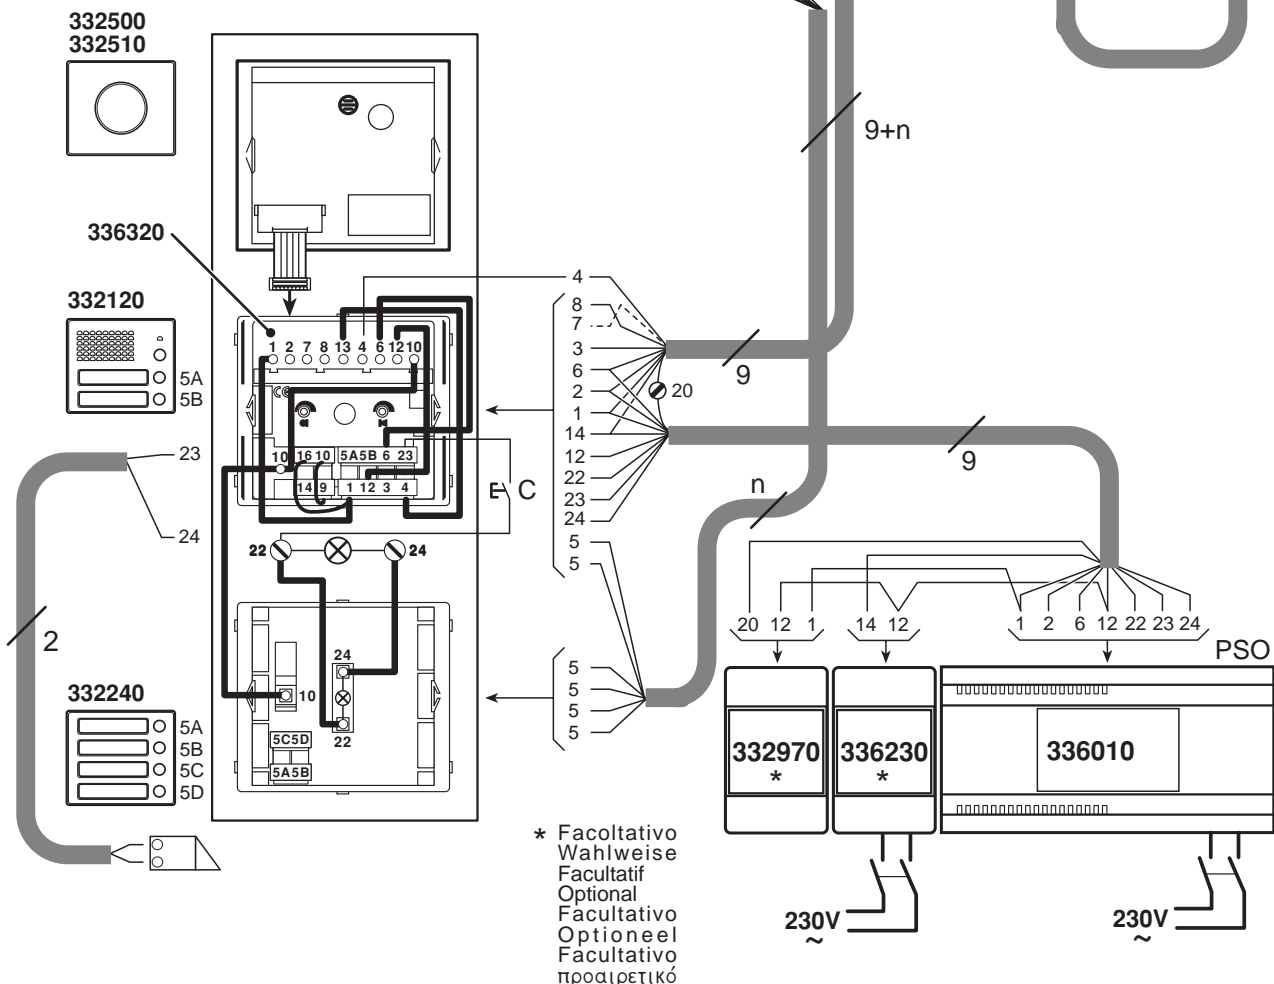 332500
332510
9+n
336320
332120
5A
5B
1 2 7 8 13 4 6 12 10
10 16 10 5A5B 6 23
14 9 1 12 3 4
C
22
24
23
24
2
4
8
7
3
6
2
1
14
12
22
23
24
5
5
20
9
9
n
5
5
5
5
24
10
22
5C5D
5A5B
332240
5A
5B
5C
5D
20 12 1
14 12
1 2 6 12 22 23 24
PSO
332970
*
336230
*
336010
230V
~
230V
~
* Facoltativo
Wahlweise
Facultatif
Optional
Facultativo
Optioneel
Facultativo
προαιρετικό